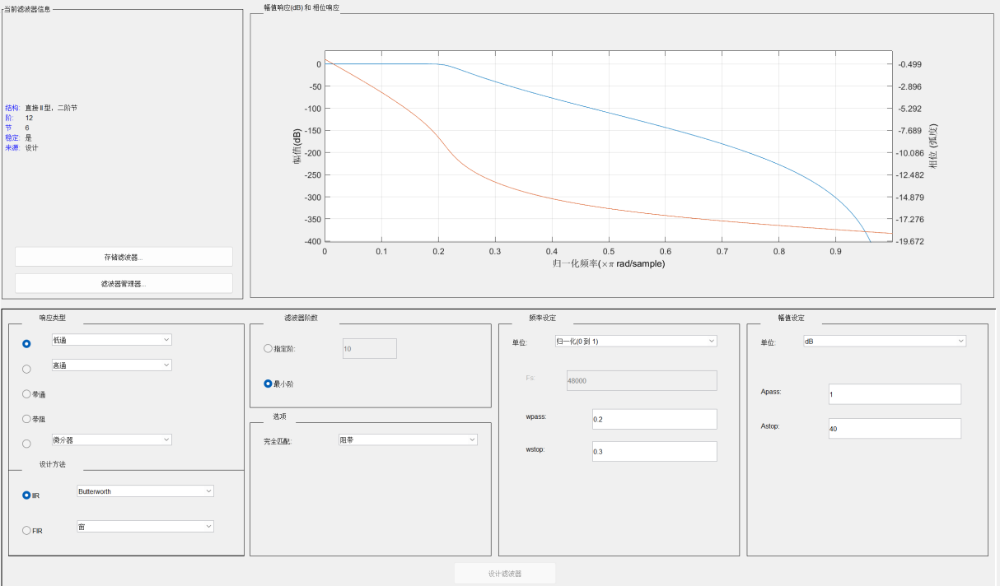 当前滤波器信息
结构: 直接 II 型，二阶节
阶: 12
节 6
稳定: 是
来源: 设计
存储滤波器...
滤波器管理器...
幅值响应(dB) 和 相位响应
0
-50
-100
-150
-200
-250
-300
-350
-400
幅值(dB)
-0.499
-2.896
-5.292
-7.689
-10.086
-12.482
-14.879
-17.276
-19.672
相位 (弧度)
0 0.1 0.2 0.3 0.4 0.5 0.6 0.7 0.8 0.9
归一化频率(×π rad/sample)
响应类型
低通
高通
带通
带阻
微分器
设计方法
IIR Butterworth
FIR 窗
滤波器阶数
指定阶: 10
最小阶
选项
完全匹配: 阻带
频率设定
单位: 归一化(0 到 1)
Fs: 48000
wpass: 0.2
wstop: 0.3
幅值设定
单位: dB
Apass: 1
Astop: 40
设计滤波器